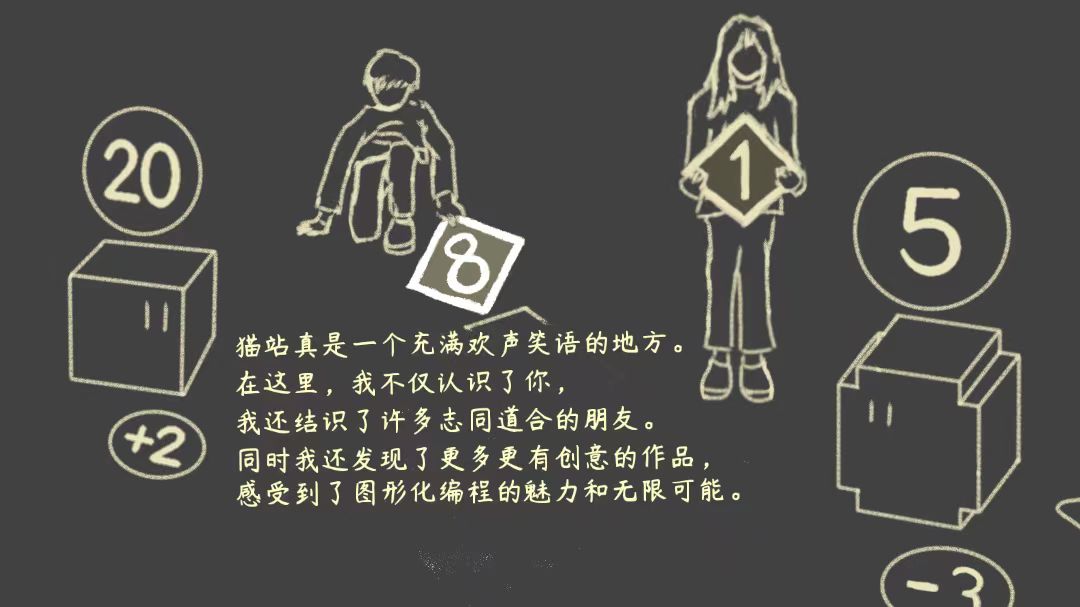 20
1
5
8
猫站真是一个充满欢声笑语的地方。
在这里，我不仅认识了你，
我还结识了许多志同道合的朋友。
+2
同时我还发现了更多更有创意的作品，
感受到了图形化编程的魅力和无限可能。
-3